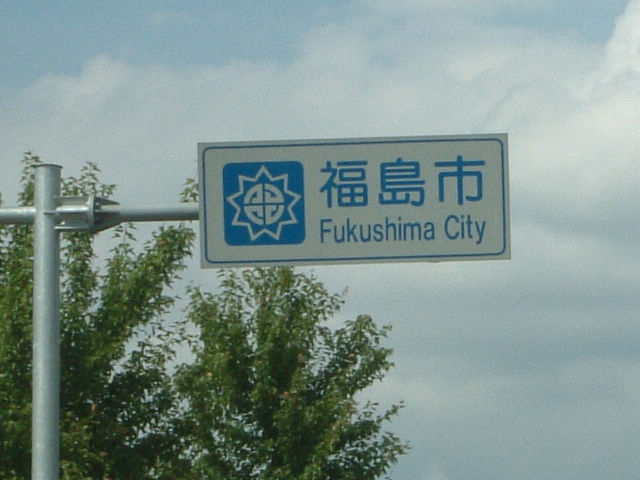 福島市
Fukushima City